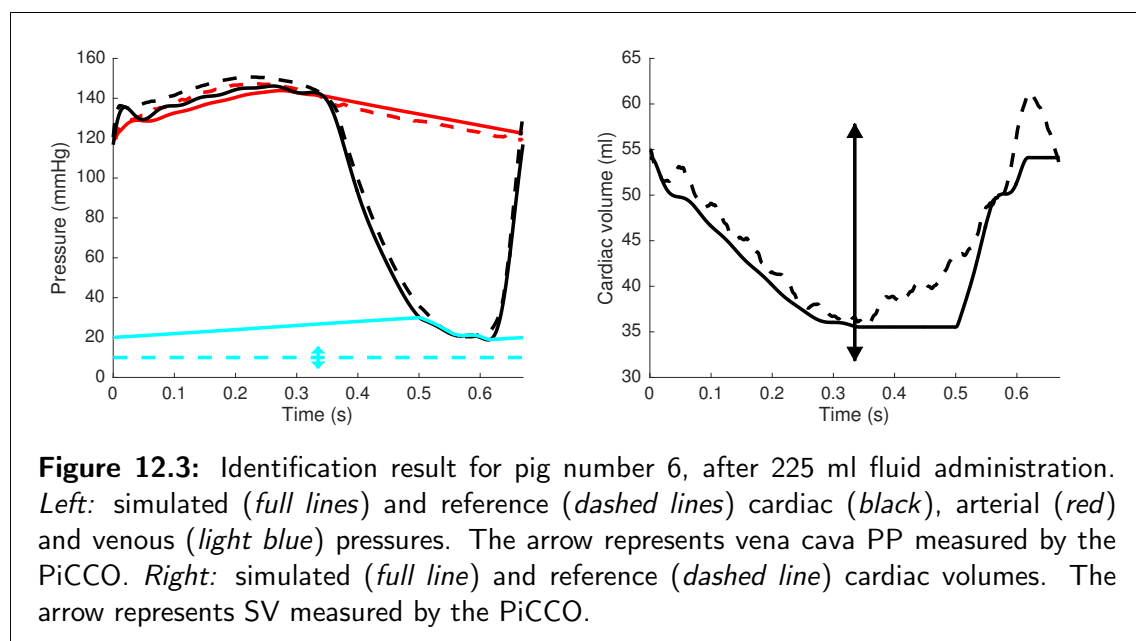 160
140
120
100
80
60
40
20
0
Pressure (mmHg)
0 0.1 0.2 0.3 0.4 0.5 0.6
Time (s)
65
60
55
50
45
40
35
30
Cardiac volume (ml)
0 0.1 0.2 0.3 0.4 0.5 0.6
Time (s)
Figure 12.3: Identification result for pig number 6, after 225 ml fluid administration.
Left: simulated (full lines) and reference (dashed lines) cardiac (black), arterial (red)
and venous (light blue) pressures. The arrow represents vena cava PP measured by the
PiCCO. Right: simulated (full line) and reference (dashed line) cardiac volumes. The
arrow represents SV measured by the PiCCO.